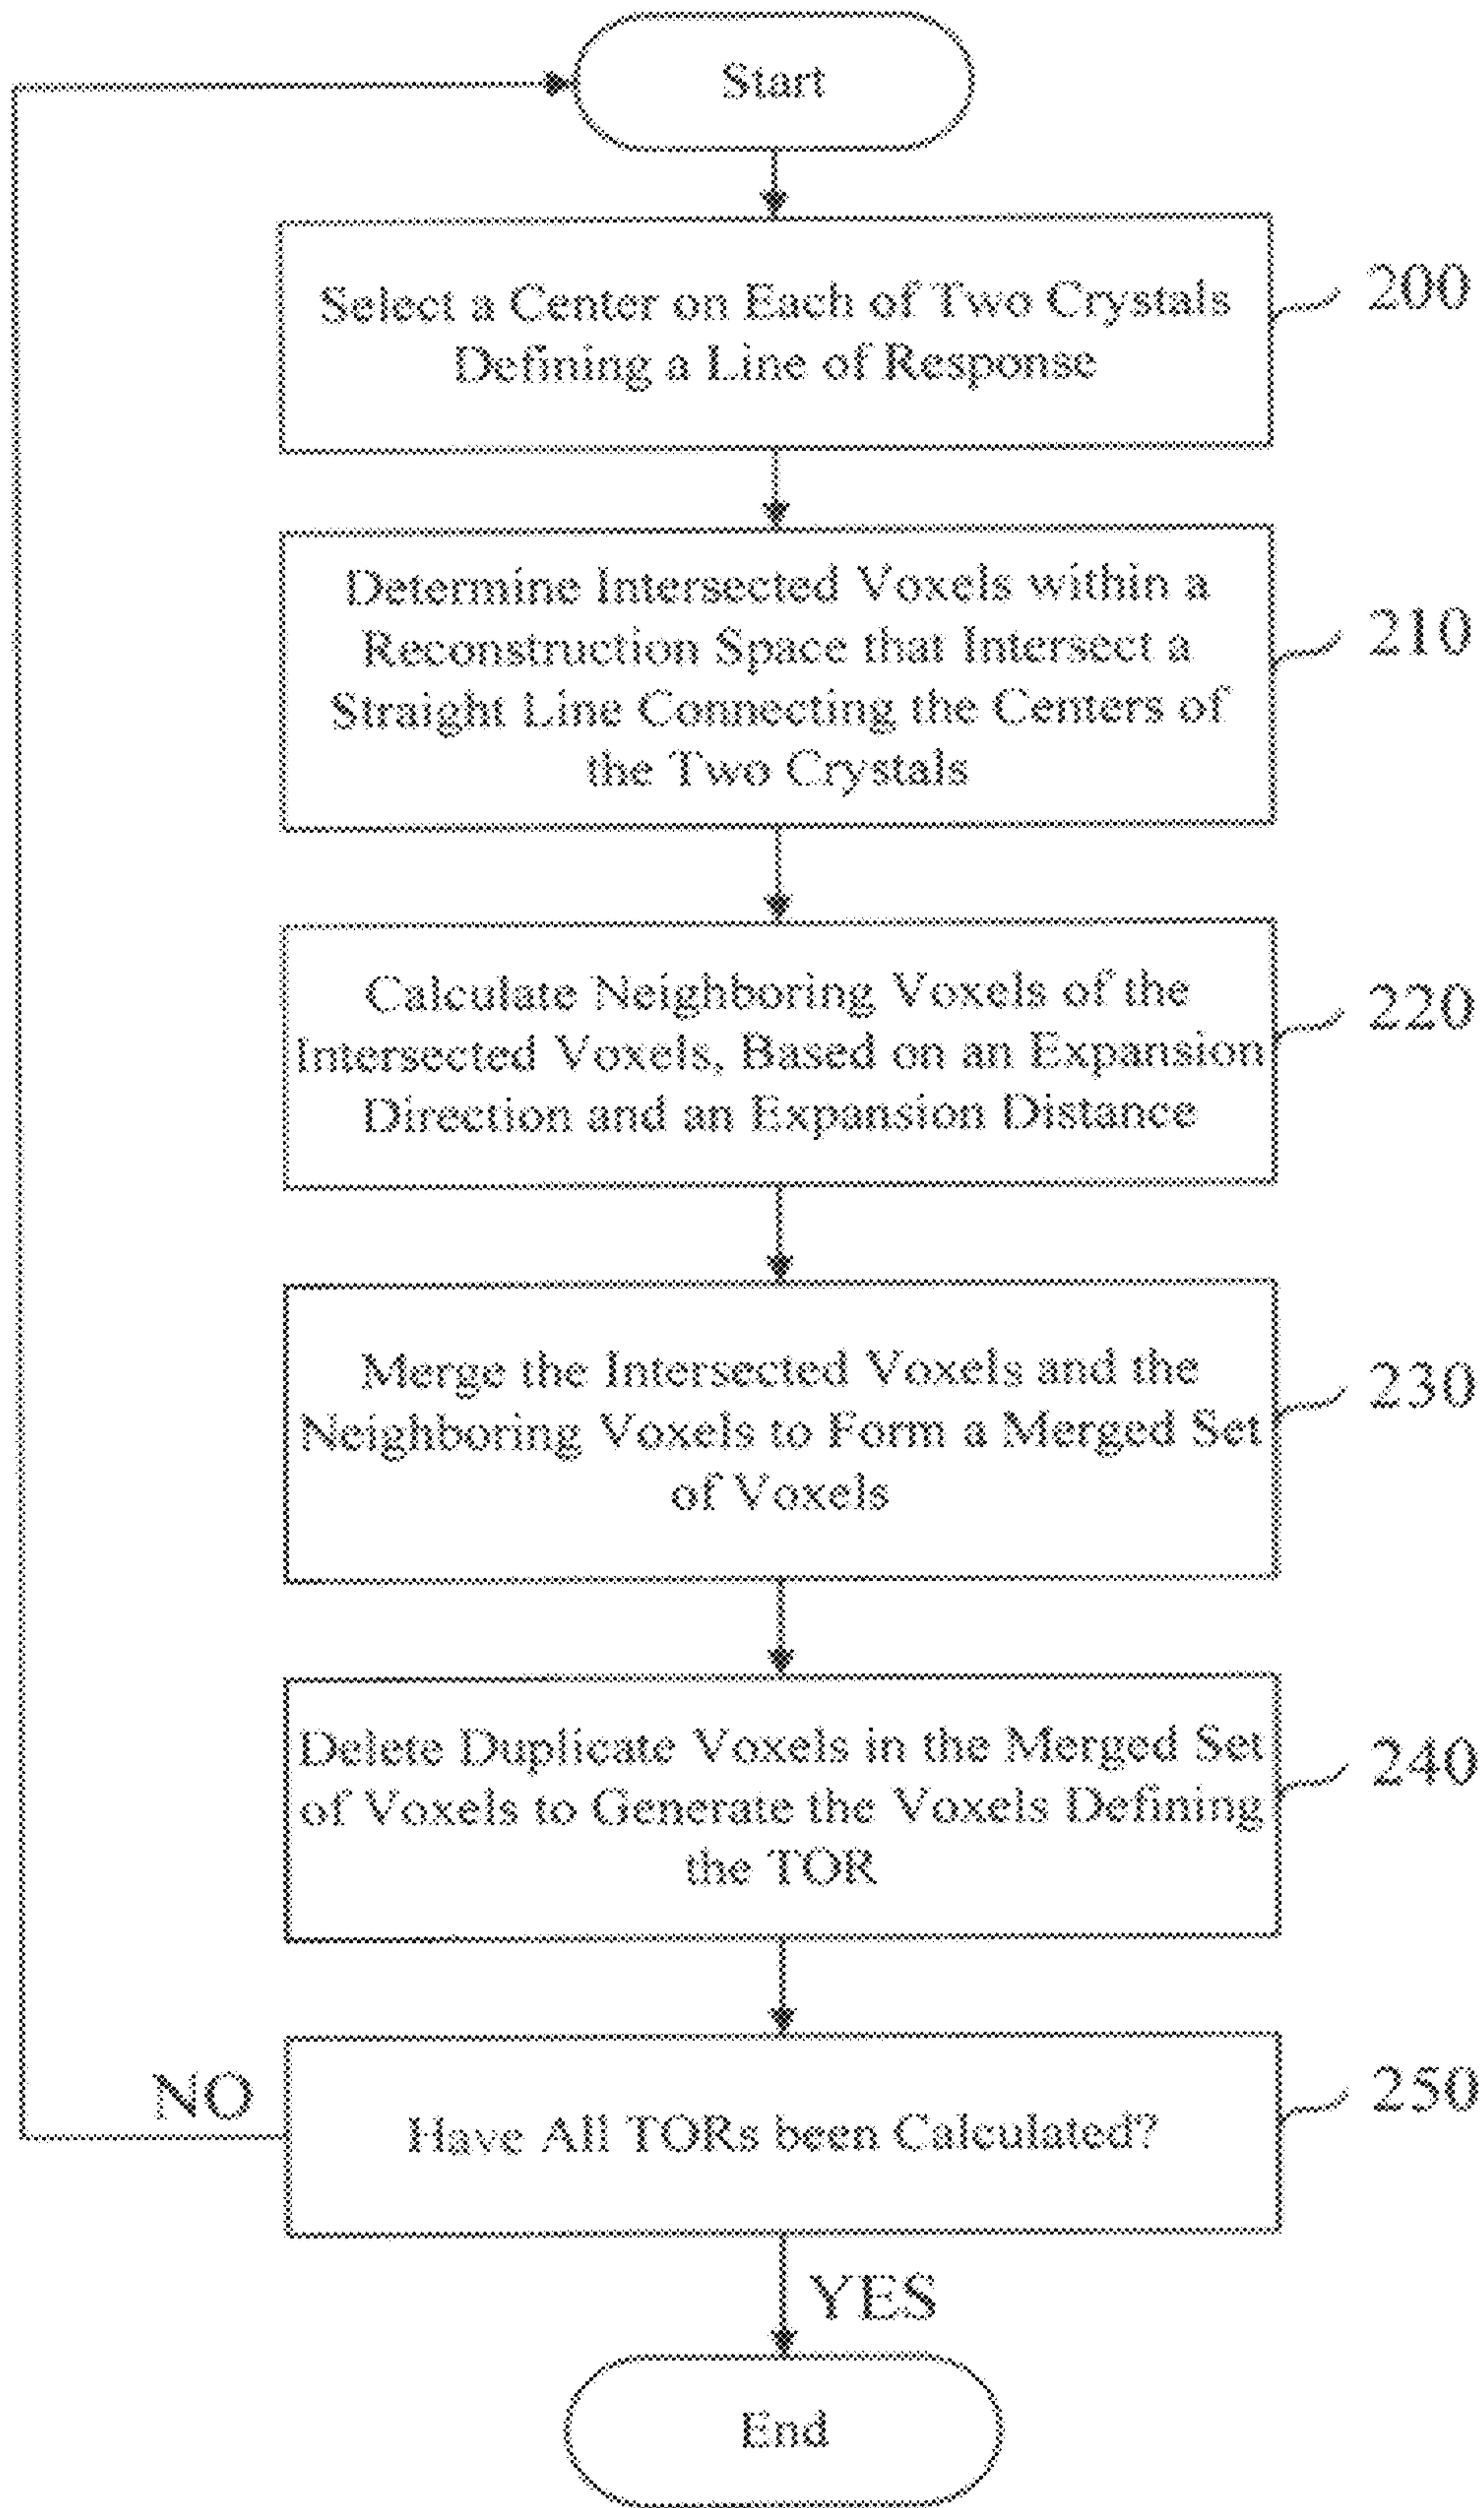 Start
Select a Center on Each of Two Crystals
Defining a Line of Response
200
Determine Intersected Voxels within a
Reconstruction Space that Intersect a
Straight Line Connecting the Centers of
the Two Crystals
210
Calculate Neighboring Voxels of the
Intersected Voxels, Based on an Expansion
Direction and an Expansion Distance
220
Merge the Intersected Voxels and the
Neighboring Voxels to Form a Merged Set
of Voxels
230
Delete Duplicate Voxels in the Merged Set
of Voxels to Generate the Voxels Defining
the TOR
240
NO
Have All TORs been Calculated?
250
YES
End